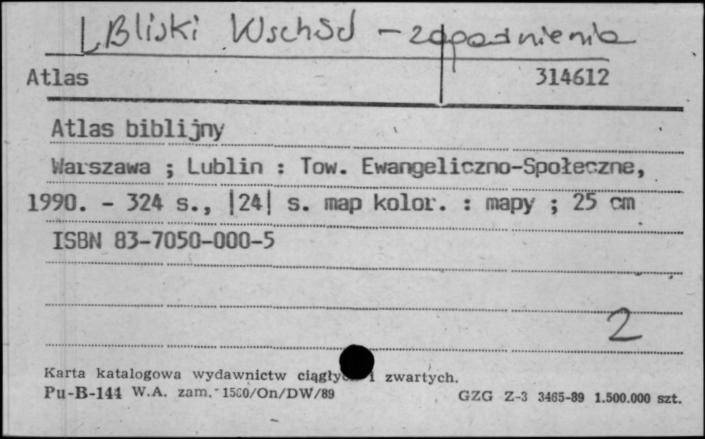 Bliski Wschód - zagadnienia
Atlas 314612
Atlas biblijny
Warszawa ; Lublin : Tow. Ewangeliczno-Społeczne,
1990. - 324 s., |24| s. map kolor. : mapy ; 25 cm
ISBN 83-7050-000-5
2
Karta katalogowa wydawnictw ciągłych i zwartych.
Pu-B-144 W.A. zam. 1560/On/DW/89 GZG Z-3 3465-89 1.500.000 szt.